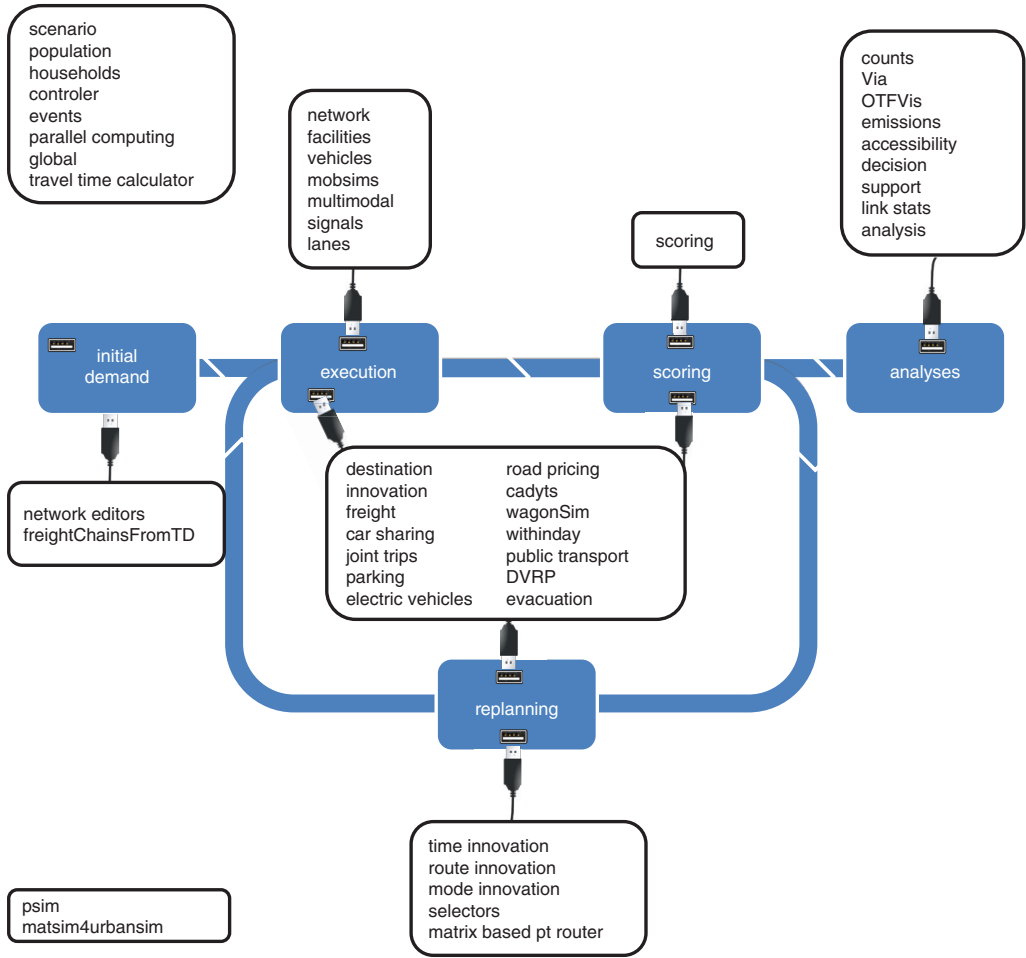 scenario
population
households
controler
events
parallel computing
global
travel time calculator
network
facilities
vehicles
mobsims
multimodal
signals
lanes
scoring
counts
Via
OTFVis
emissions
accessibility
decision
support
link stats
analysis
initial
demand
execution
scoring
analyses
network editors
freightChainsFromTD
destination
innovation
freight
car sharing
joint trips
parking
electric vehicles
road pricing
cadyts
wagonSim
withinday
public transport
DVRP
evacuation
replanning
time innovation
route innovation
mode innovation
selectors
matrix based pt router
psim
matsim4urbansim